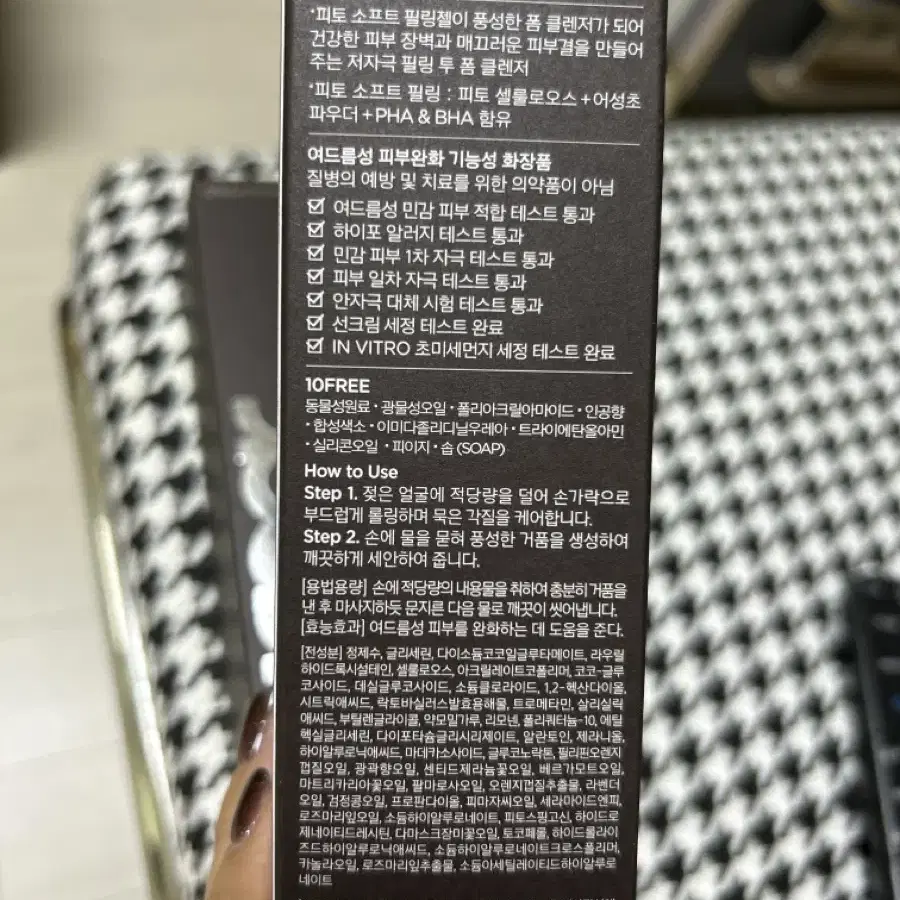 *피토 소프트 필링젤이 풍성한 폼 클렌저가 되어
건강한 피부 장벽과 매끄러운 피부결을 만들어
주는 저자극 필링 투 폼 클렌저
*피토 소프트 필링 : 피토 셀룰로오스+어성초
파우더+PHA & BHA 함유
여드름성 피부완화 기능성 화장품
질병의 예방 및 치료를 위한 의약품이 아님
☑ 여드름성 민감 피부 적합 테스트 통과
☑ 하이포 알러지 테스트 통과
☑ 민감 피부 1차 자극 테스트 통과
☑ 피부 일차 자극 테스트 통과
☑ 안자극 대체 시험 테스트 통과
☑ 선크림 세정 테스트 완료
☑ IN VITRO 초미세먼지 세정 테스트 완료
10FREE
동물성원료·광물성오일·폴리아크릴아마이드·인공향
·합성색소·이미다졸리디닐우레아·트라이에탄올아민
·실리콘오일 ·피이지·솝 (SOAP)
How to Use
Step 1. 젖은 얼굴에 적당량을 덜어 손가락으로
부드럽게 롤링하며 묵은 각질을 케어합니다.
Step 2. 손에 물을 묻혀 풍성한 거품을 생성하여
깨끗하게 세안하여 줍니다.
[용법용량] 손에 적당량의 내용물을 취하여 충분히 거품을
낸 후 마사지하듯 문지른 다음 물로 깨끗이 씻어냅니다.
[효능효과] 여드름성 피부를 완화하는 데 도움을 준다.
[전성분] 정제수, 글리세린, 다이소듐코코일글루타메이트, 라우릴
하이드록시설테인, 셀룰로오스, 아크릴레이트코폴리머, 코코-글루
코사이드, 데실글루코사이드, 소듐클로라이드, 1,2-헥산다이올,
시트릭애씨드, 락토바실러스발효용해물, 트로메타민, 살리실릭
애씨드, 부틸렌글라이콜, 약모밀가루, 리모넨, 폴리쿼터늄-10, 에틸
헥실글리세린, 다이포타슘글리시리제이트, 알란토인, 제라니올,
하이알루로닉애씨드, 마데카소사이드, 글루코노락톤, 필리핀오렌지
껍질오일, 광곽향오일, 센티드제라늄꽃오일, 베르가모트오일,
마트리카리아꽃오일, 팔마로사오일, 오렌지껍질추출물, 라벤더
오일, 검정콩오일, 프로판다이올, 피마자씨오일, 세라마이드엔피,
로즈마리잎오일, 소듐하이알루로네이트, 피토스핑고신, 하이드로
제네이티드레시틴, 다마스크장미꽃오일, 토코페롤, 하이드롤라이
즈드하이알루로닉애씨드, 소듐하이알루로네이트크로스폴리머,
카놀라오일, 로즈마리잎추출물, 소듐아세틸레이티드하이알루로
네이트